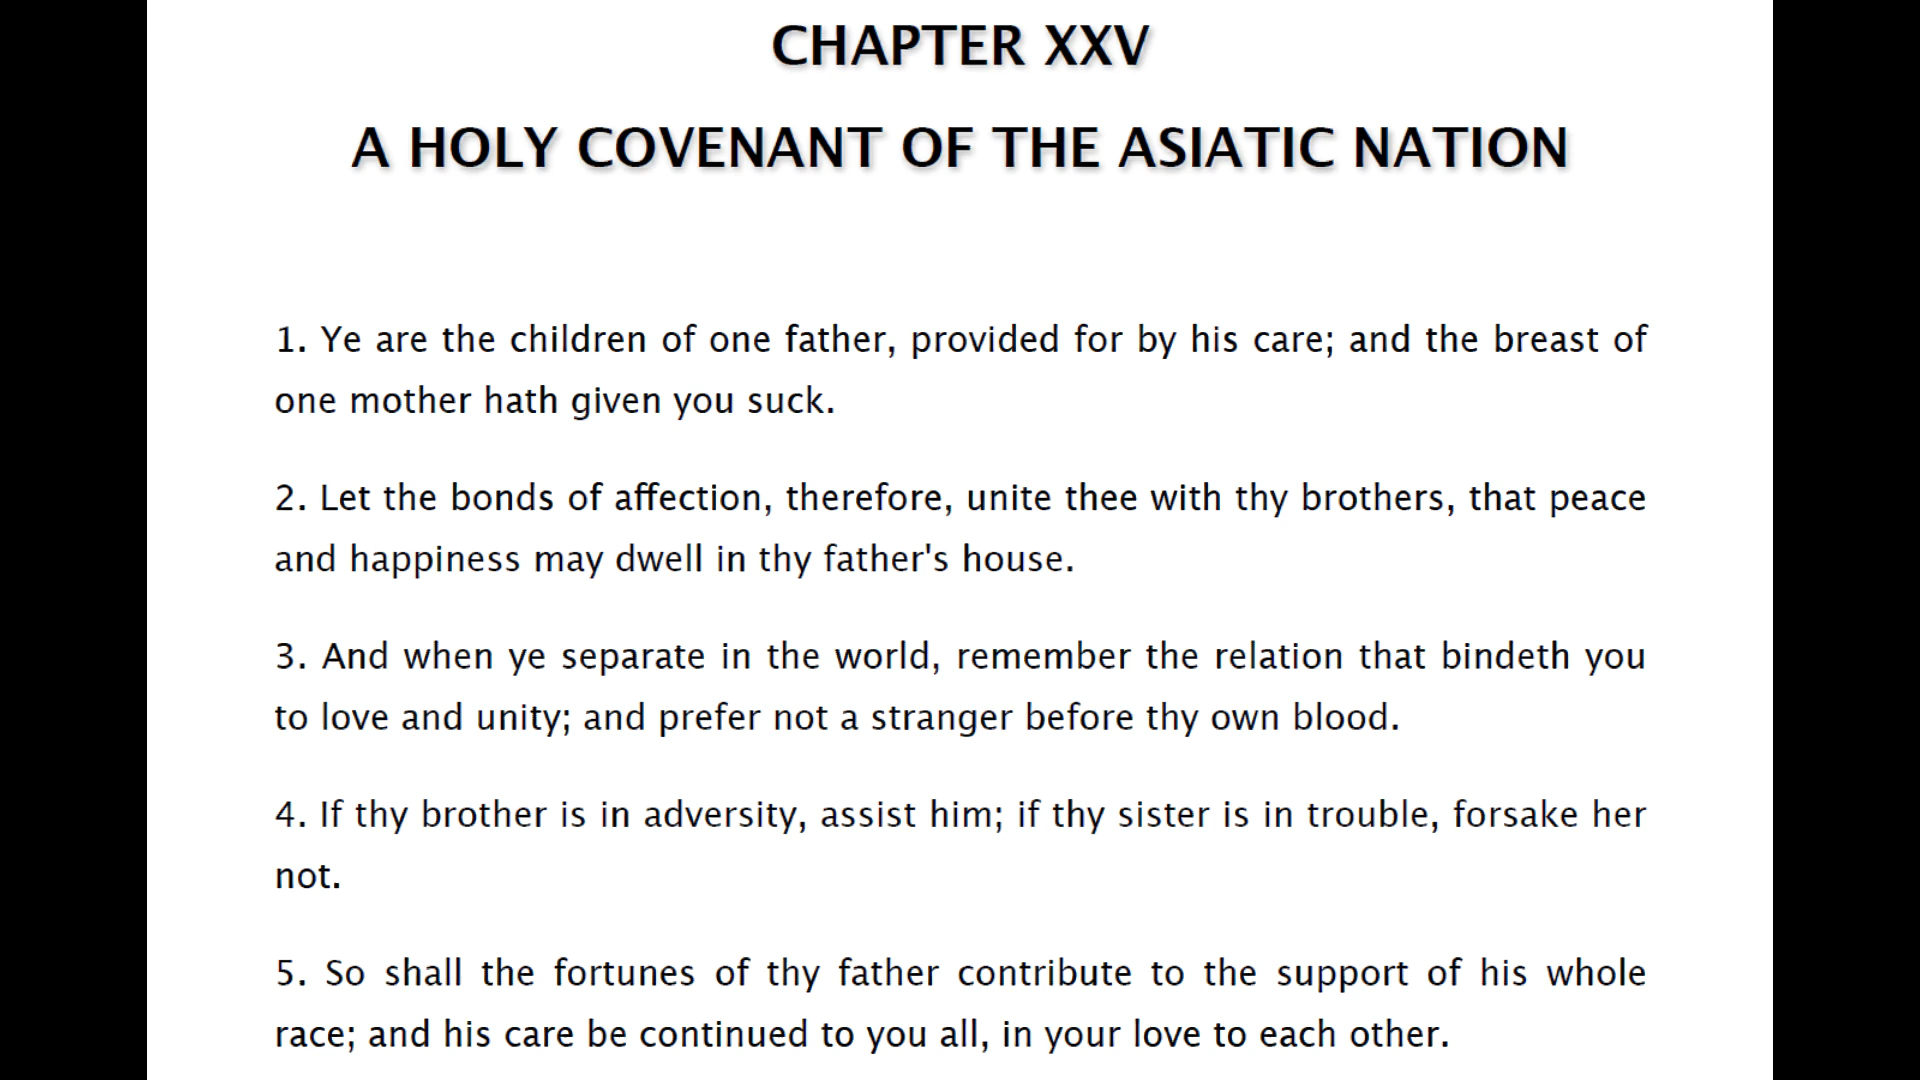 CHAPTER XXV
A HOLY COVENANT OF THE ASIATIC NATION
1. Ye are the children of one father, provided for by his care; and the breast of
one mother hath given you suck.
2. Let the bonds of affection, therefore, unite thee with thy brothers, that peace
and happiness may dwell in thy father's house.
3. And when ye separate in the world, remember the relation that bindeth you
to love and unity; and prefer not a stranger before thy own blood.
4. If thy brother is in adversity, assist him; if thy sister is in trouble, forsake her
not.
5. So shall the fortunes of thy father contribute to the support of his whole
race; and his care be continued to you all, in your love to each other.